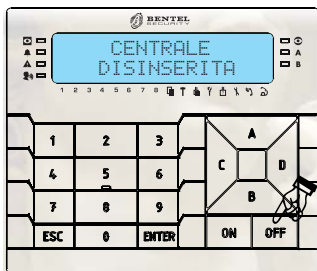 BENTEL
SECURITY
CENTRALE
DISINSERITA
A
B
1 2 3 4 5 6 7 8
1 2 3
4 5 6
7 8 9
ESC 0 ENTER
A
C D
B
ON OFF